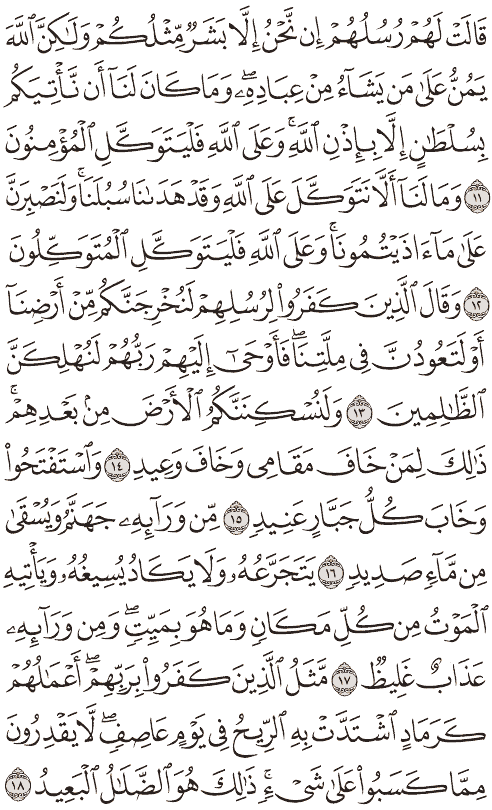 قَالَتْ لَهُمْ رُسُلُهُمْ إِن نَّحْنُ إِلَّا بَشَرٌ مِّثْلُكُمْ وَلَٰكِنَّ ٱللَّهَ
يَمُنُّ عَلَىٰ مَن يَشَآءُ مِنْ عِبَادِهِۦ ۖ وَمَا كَانَ لَنَآ أَن نَّأْتِيَكُم
بِسُلْطَٰنٍ إِلَّا بِإِذْنِ ٱللَّهِ ۚ وَعَلَى ٱللَّهِ فَلْيَتَوَكَّلِ ٱلْمُؤْمِنُونَ
١١ وَمَا لَنَآ أَلَّا نَتَوَكَّلَ عَلَى ٱللَّهِ وَقَدْ هَدَىٰنَا سُبُلَنَا ۚ وَلَنَصْبِرَنَّ
عَلَىٰ مَآ ءَاذَيْتُمُونَا ۚ وَعَلَى ٱللَّهِ فَلْيَتَوَكَّلِ ٱلْمُتَوَكِّلُونَ
١٢ وَقَالَ ٱلَّذِينَ كَفَرُوا۟ لِرُسُلِهِمْ لَنُخْرِجَنَّكُم مِّنْ أَرْضِنَآ
أَوْ لَتَعُودُنَّ فِى مِلَّتِنَا ۖ فَأَوْحَىٰٓ إِلَيْهِمْ رَبُّهُمْ لَنُهْلِكَنَّ
ٱلظَّٰلِمِينَ ١٣ وَلَنُسْكِنَنَّكُمُ ٱلْأَرْضَ مِنۢ بَعْدِهِمْ ۚ
ذَٰلِكَ لِمَنْ خَافَ مَقَامِى وَخَافَ وَعِيدِ ١٤ وَٱسْتَفْتَحُوا۟
وَخَابَ كُلُّ جَبَّارٍ عَنِيدٍ ١٥ مِّن وَرَآئِهِۦ جَهَنَّمُ وَيُسْقَىٰ
مِن مَّآءٍ صَدِيدٍ ١٦ يَتَجَرَّعُهُۥ وَلَا يَكَادُ يُسِيغُهُۥ وَيَأْتِيهِ
ٱلْمَوْتُ مِن كُلِّ مَكَانٍ وَمَا هُوَ بِمَيِّتٍ ۖ وَمِن وَرَآئِهِۦ
عَذَابٌ غَلِيظٌ ١٧ مَّثَلُ ٱلَّذِينَ كَفَرُوا۟ بِرَبِّهِمْ ۖ أَعْمَٰلُهُمْ
كَرَمَادٍ ٱشْتَدَّتْ بِهِ ٱلرِّيحُ فِى يَوْمٍ عَاصِفٍ ۖ لَّا يَقْدِرُونَ
مِمَّا كَسَبُوا۟ عَلَىٰ شَىْءٍ ۚ ذَٰلِكَ هُوَ ٱلضَّلَٰلُ ٱلْبَعِيدُ ١٨